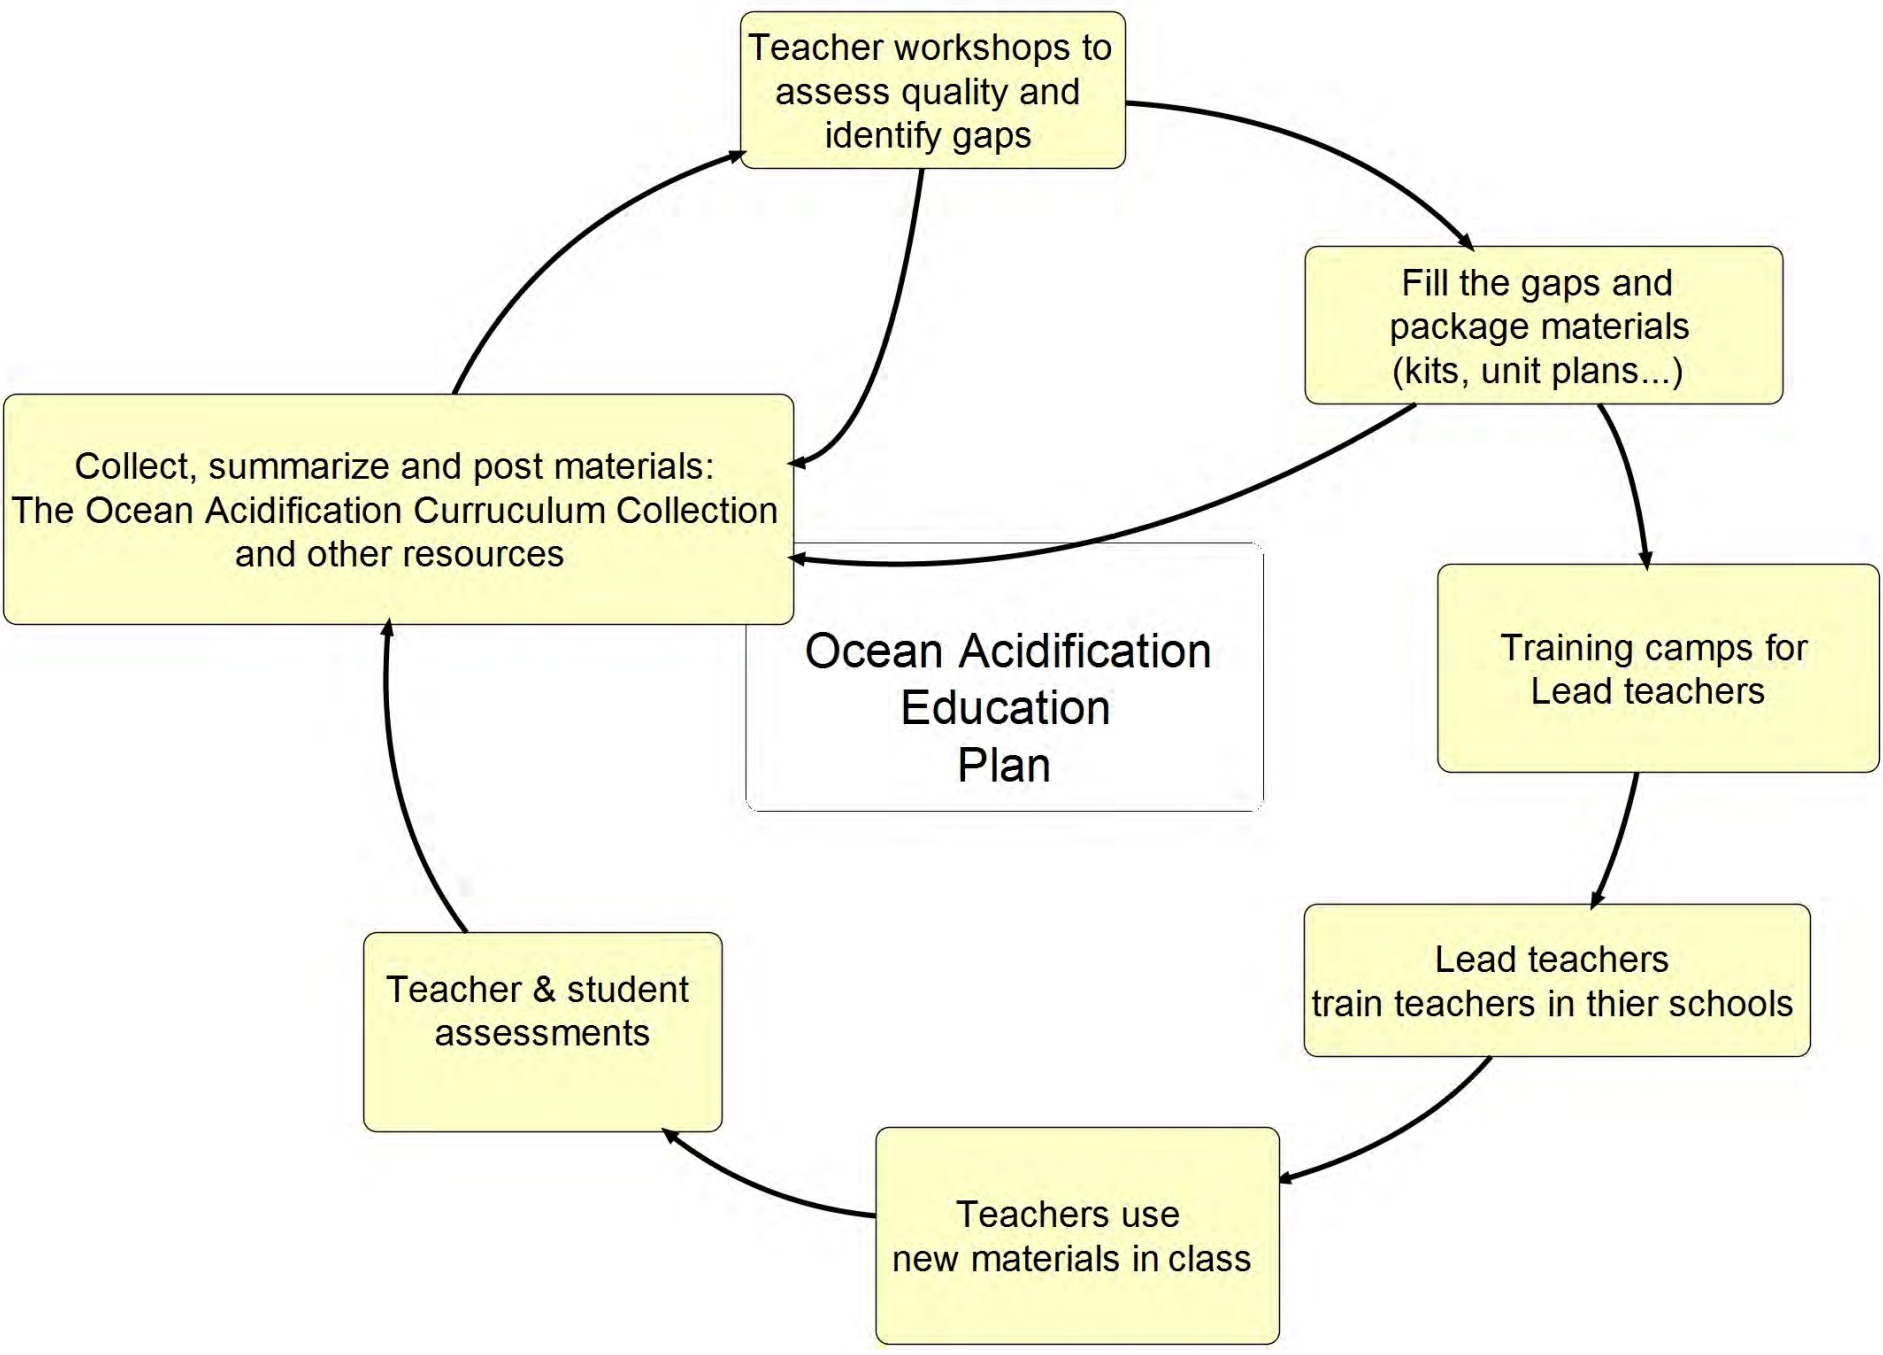 Teacher workshops to
assess quality and
identify gaps
Fill the gaps and
package materials
(kits, unit plans...)
Collect, summarize and post materials:
The Ocean Acidification Curruculum Collection
and other resources
Ocean Acidification
Education
Plan
Training camps for
Lead teachers
Lead teachers
train teachers in thier schools
Teacher & student
assessments
Teachers use
new materials in class